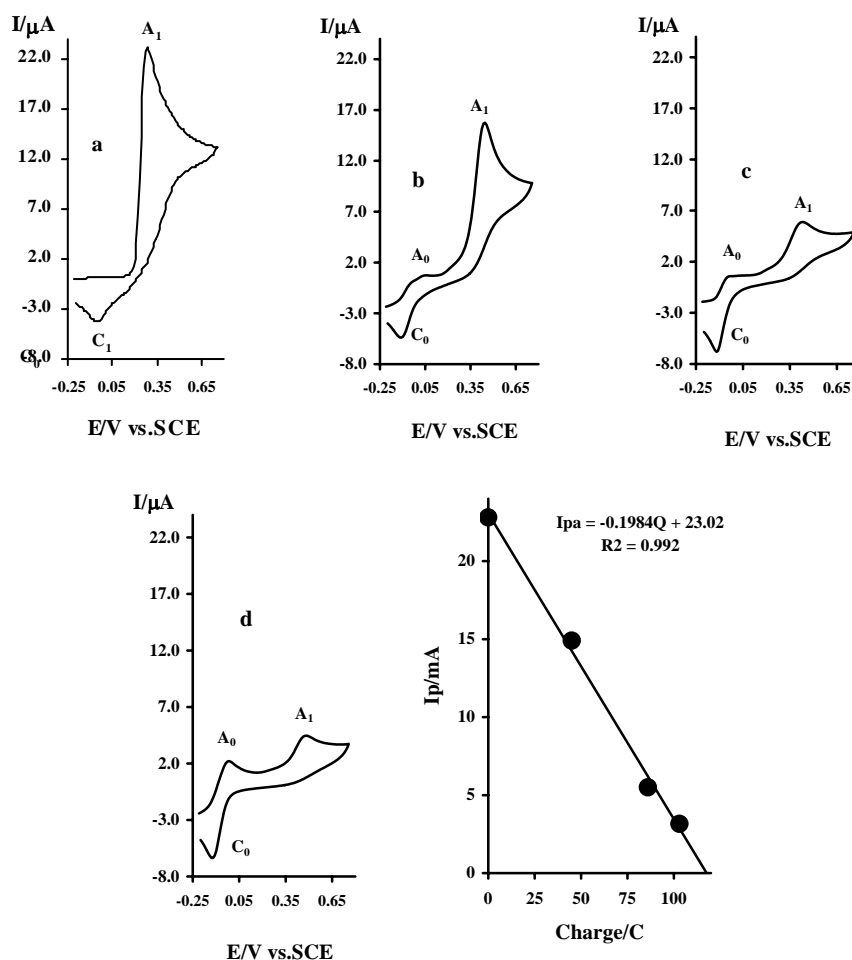 I/μA
A1
22.0
17.0
a
12.0
7.0
2.0
-3.0
C1
-8.0
-0.25 0.05 0.35 0.65
E/V vs.SCE
I/μA
22.0
17.0
A1
12.0
b
7.0
A0
2.0
-3.0
C0
-8.0
-0.25 0.05 0.35 0.65
E/V vs.SCE
I/μA
22.0
17.0
12.0
c
7.0
A1
A0
2.0
-3.0
C0
-8.0
-0.25 0.05 0.35 0.65
E/V vs.SCE
I/μA
22.0
17.0
d
12.0
7.0
A0
A1
2.0
-3.0
C0
-8.0
-0.25 0.05 0.35 0.65
E/V vs.SCE
Ipa = -0.1984Q + 23.02
R2 = 0.992
20
15
Ip/mA
10
5
0
0 25 50 75 100
Charge/C